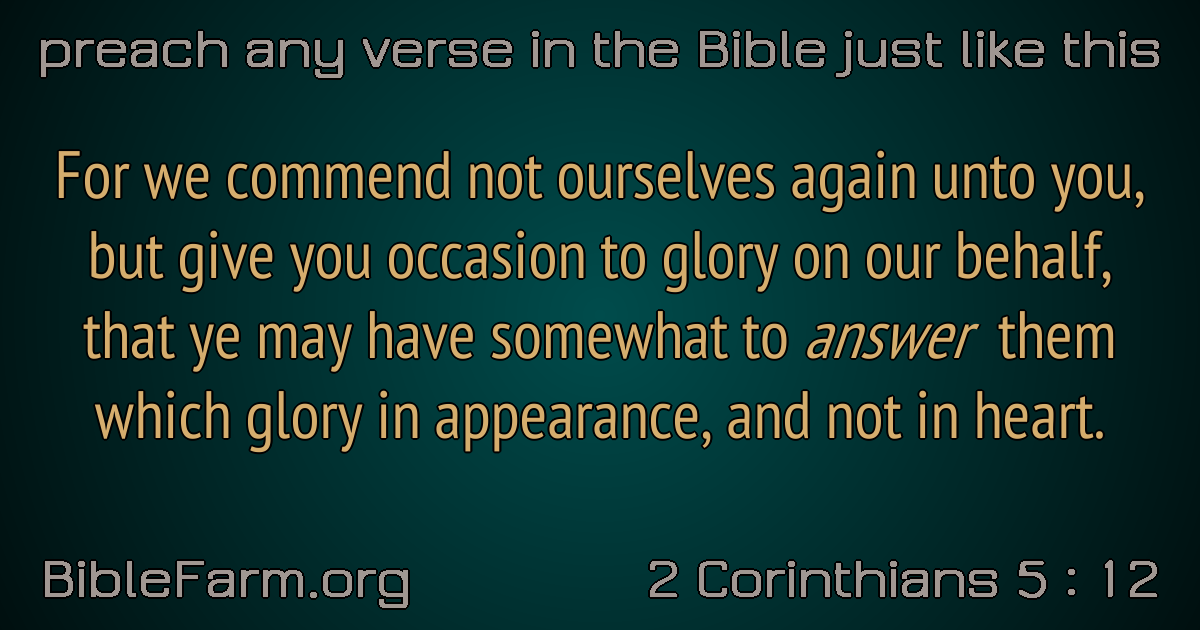 preach any verse in the Bible just like this
For we commend not ourselves again unto you,
but give you occasion to glory on our behalf,
that ye may have somewhat to answer them
which glory in appearance, and not in heart.
BibleFarm.org
2 Corinthians 5 : 12